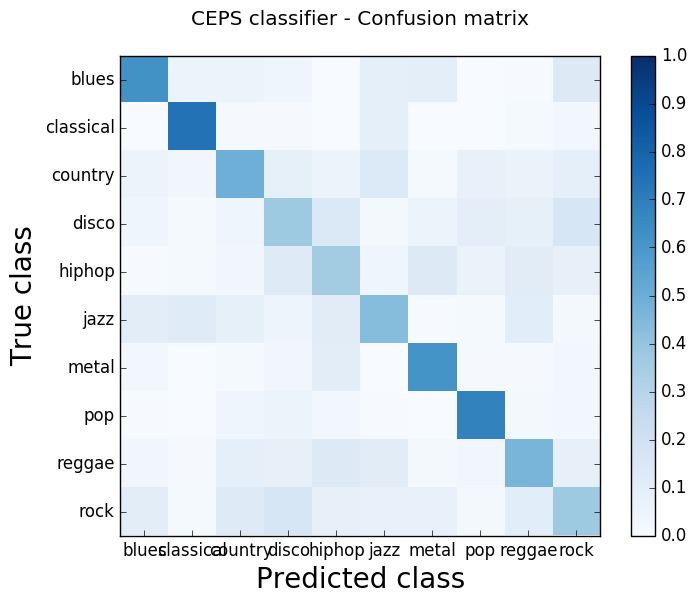 CEPS classifier - Confusion matrix
True class
blues
classical
country
disco
hiphop
jazz
metal
pop
reggae
rock
blues classical country disco hiphop jazz metal pop reggae rock
Predicted class
1.0
0.9
0.8
0.7
0.6
0.5
0.4
0.3
0.2
0.1
0.0